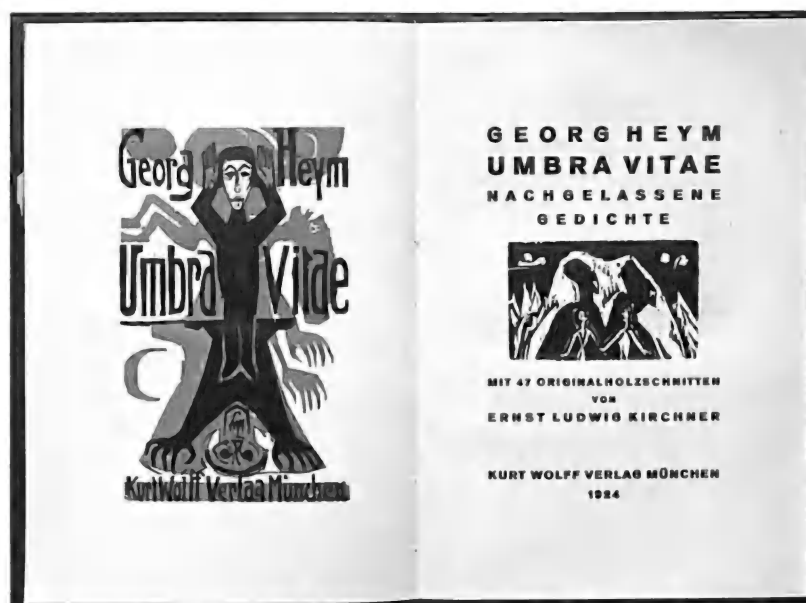 Georg Heym
Umbra Vitae
Kurt Wolff Verlag München
GEORG HEYM
UMBRA VITAE
NACHGELASSENE
GEDICHTE
MIT 47 ORIGINALHOLZSCHNITTEN
VON
ERNST LUDWIG KIRCHNER
KURT WOLFF VERLAG MÜNCHEN
1924